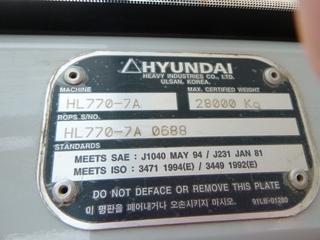 HYUNDAI
HEAVY INDUSTRIES CO., LTD.
ULSAN, KOREA.
MACHINE MAX. CERTIFIED WEIGHT
HL770-7A 28000 Kg
ROPS S/NO.
HL770-7A 0688
STANDARDS
MEETS SAE : J1040 MAY 94 / J231 JAN 81
MEETS ISO : 3471 1994(E) / 3449 1992(E)
DO NOT DEFACE OR REMOVE THIS PLATE
이 명판을 떼어내거나 오손시키지 마시오. 91LB-01280